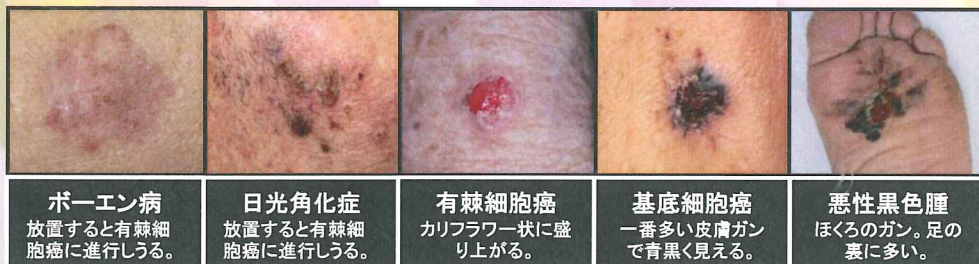 ボーエン病
放置すると有棘細
胞癌に進行しうる。
日光角化症
放置すると有棘細
胞癌に進行しうる。
有棘細胞癌
カリフラワー状に盛
り上がる。
基底細胞癌
一番多い皮膚ガン
で青黒く見える。
悪性黒色腫
ほくろのガン。足の
裏に多い。